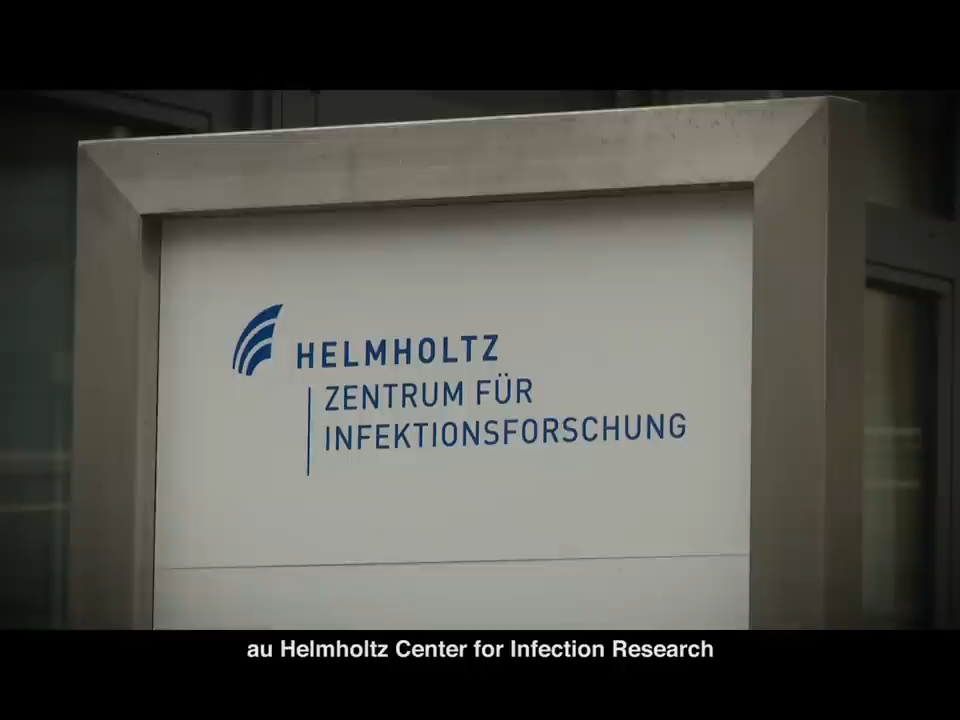 HELMHOLTZ
ZENTRUM FÜR
INFEKTIONSFORSCHUNG
au Helmholtz Center for Infection Research